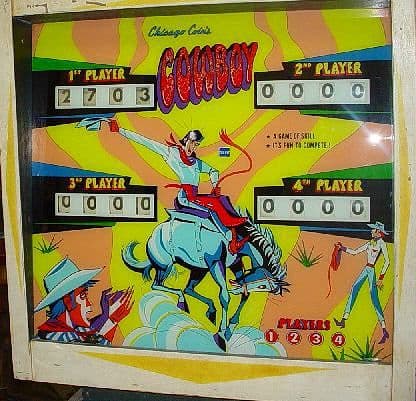 Chicago Coin's
COWBOY
1ST PLAYER
2703
2ND PLAYER
0000
★ A GAME OF SKILL
★ IT'S FUN TO COMPETE!
3RD PLAYER
0000
4TH PLAYER
0000
PLAYERS
1 2 3 4